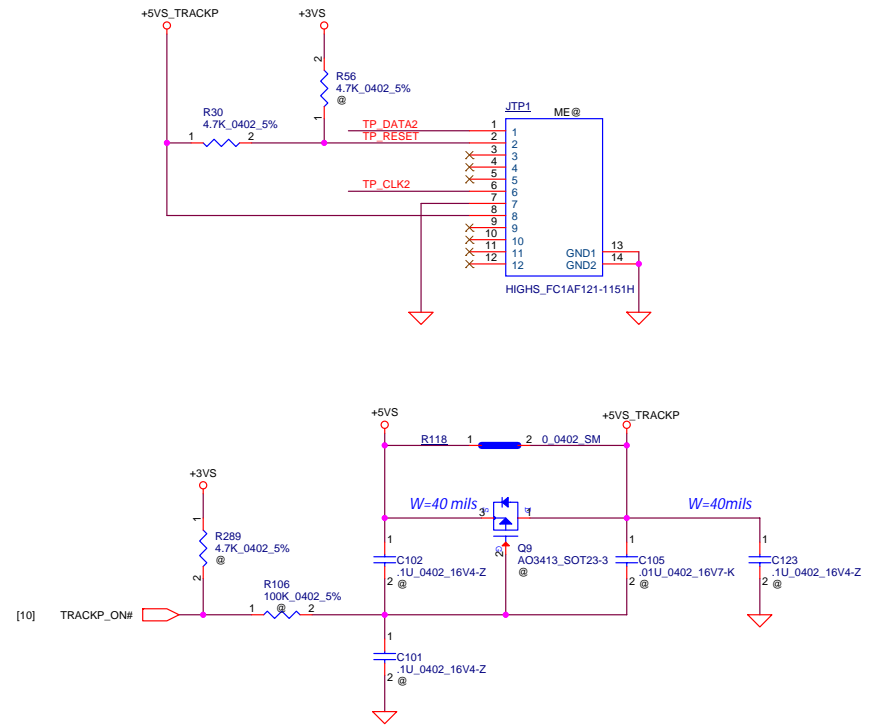 +5VS_TRACKP
+3VS
2
R56
4.7K_0402_5%
@
1
R30
4.7K_0402_5%
1 2
JTP1
ME@
TP_DATA2 1 1
TP_RESET 2 2
3 3
4 4
5 5
TP_CLK2 6 6
7 7
8 8
9 9
10 10
11 11
12 12
GND1 13
GND2 14
HIGHS_FC1AF121-1151H
+5VS
+5VS_TRACKP
R118 1 2 0_0402_SM
+3VS
W=40 mils
3 S D 1
W=40mils
1
R289
4.7K_0402_5%
@
2
G
2
Q9
AO3413_SOT23-3
@
1
C102
.1U_0402_16V4-Z
2 @
1
C105
.01U_0402_16V7-K
2 @
1
C123
.1U_0402_16V4-Z
2 @
R106
100K_0402_5%
1 @ 2
[10] TRACKP_ON#
1
C101
.1U_0402_16V4-Z
2 @